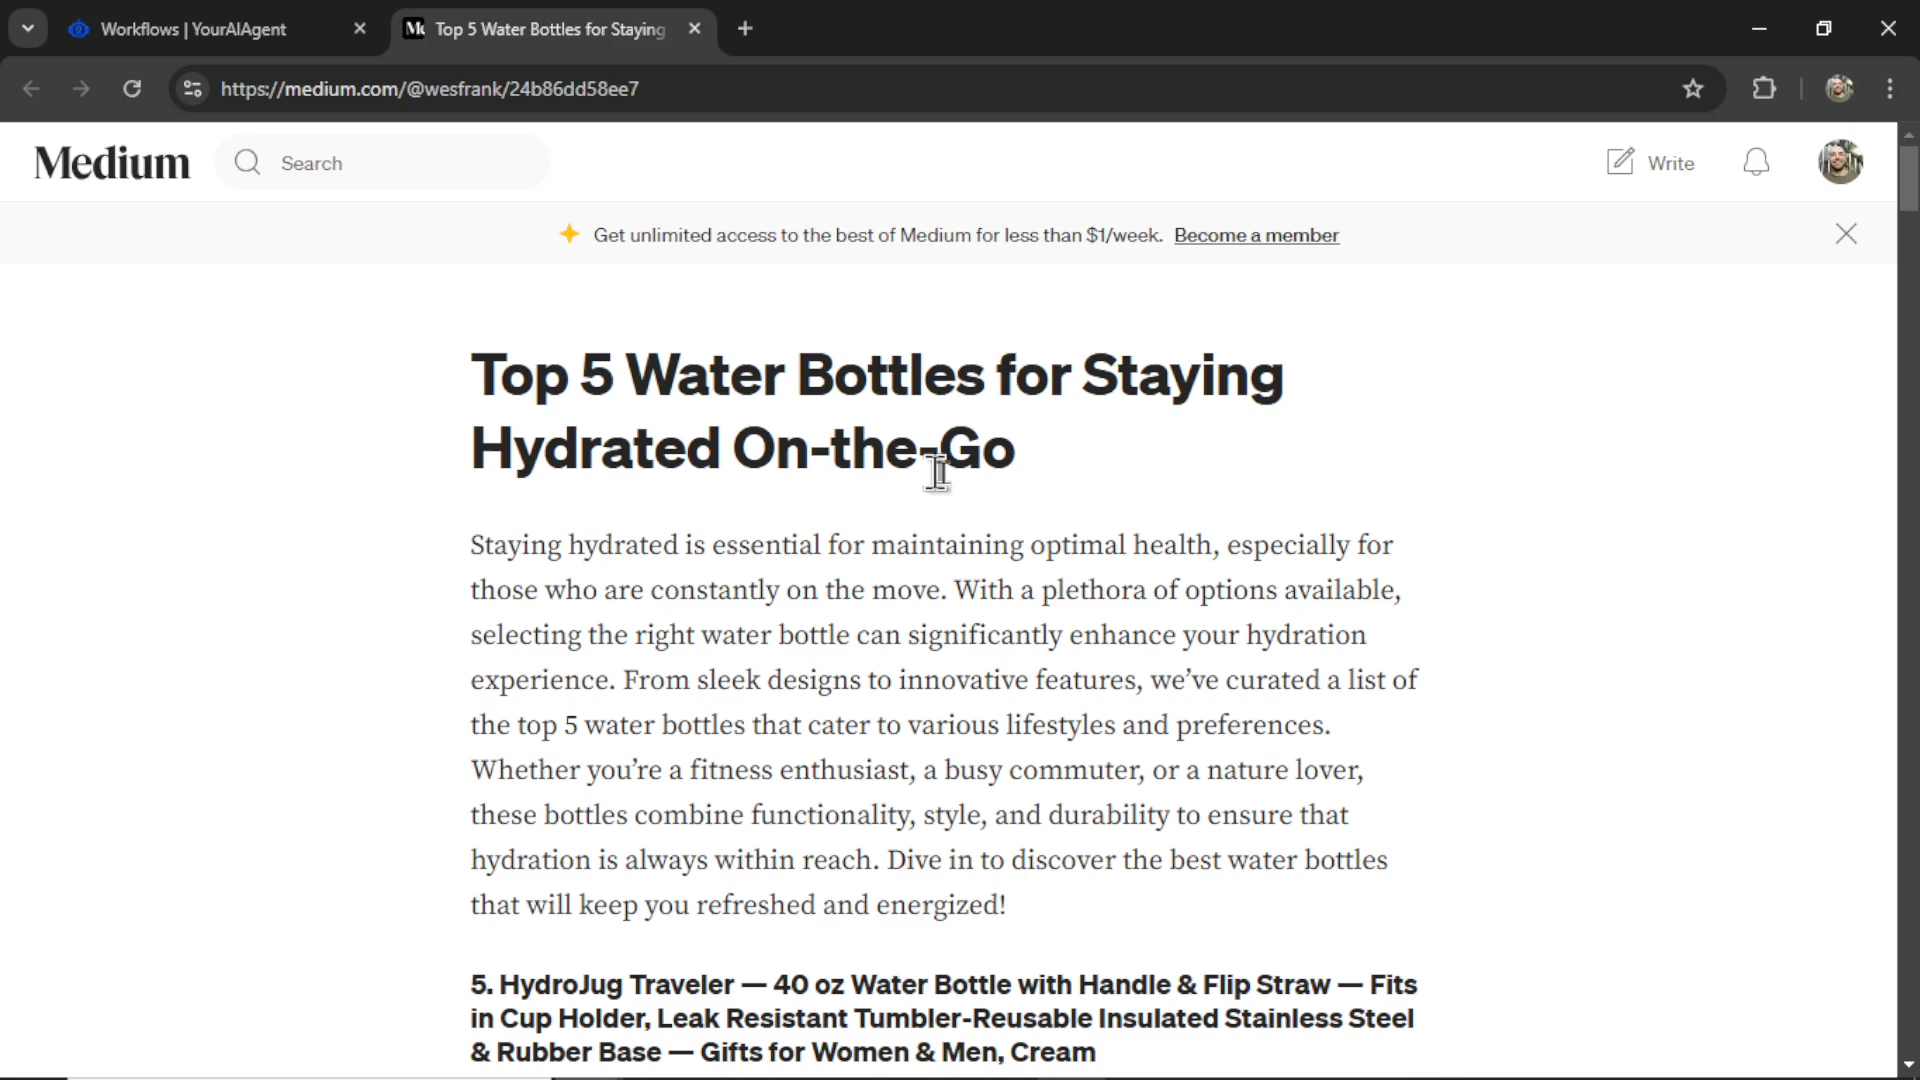 Workflows | YourAIAgent
Top 5 Water Bottles for Staying
https://medium.com/@wesfrank/24b86dd58ee7
Medium
Search
Write
Get unlimited access to the best of Medium for less than $1/week. Become a member
Top 5 Water Bottles for Staying
Hydrated On-the-Go
Staying hydrated is essential for maintaining optimal health, especially for
those who are constantly on the move. With a plethora of options available,
selecting the right water bottle can significantly enhance your hydration
experience. From sleek designs to innovative features, we’ve curated a list of
the top 5 water bottles that cater to various lifestyles and preferences.
Whether you’re a fitness enthusiast, a busy commuter, or a nature lover,
these bottles combine functionality, style, and durability to ensure that
hydration is always within reach. Dive in to discover the best water bottles
that will keep you refreshed and energized!
5. HydroJug Traveler — 40 oz Water Bottle with Handle & Flip Straw — Fits
in Cup Holder, Leak Resistant Tumbler-Reusable Insulated Stainless Steel
& Rubber Base — Gifts for Women & Men, Cream